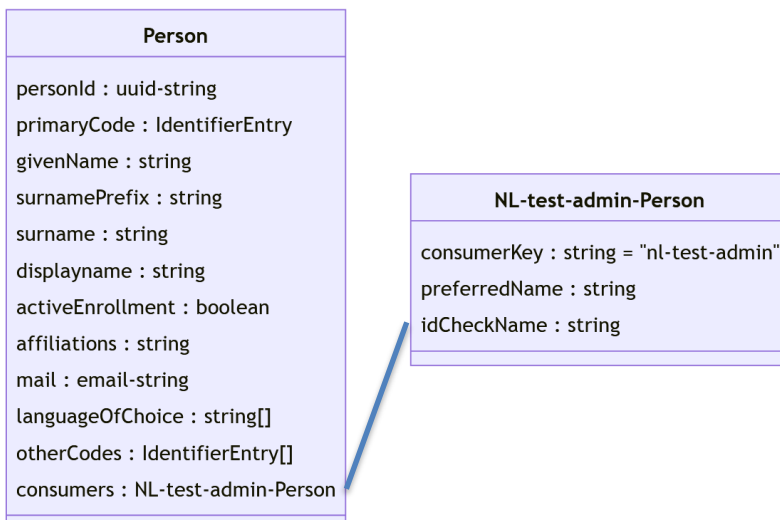 Person
personId : uuid-string
primaryCode : IdentifierEntry
givenName : string
surnamePrefix : string
surname : string
displayname : string
activeEnrollment : boolean
affiliations : string
mail : email-string
languageOfChoice : string[]
otherCodes : IdentifierEntry[]
consumers : NL-test-admin-Person
NL-test-admin-Person
consumerKey : string = "nl-test-admin"
preferredName : string
idCheckName : string